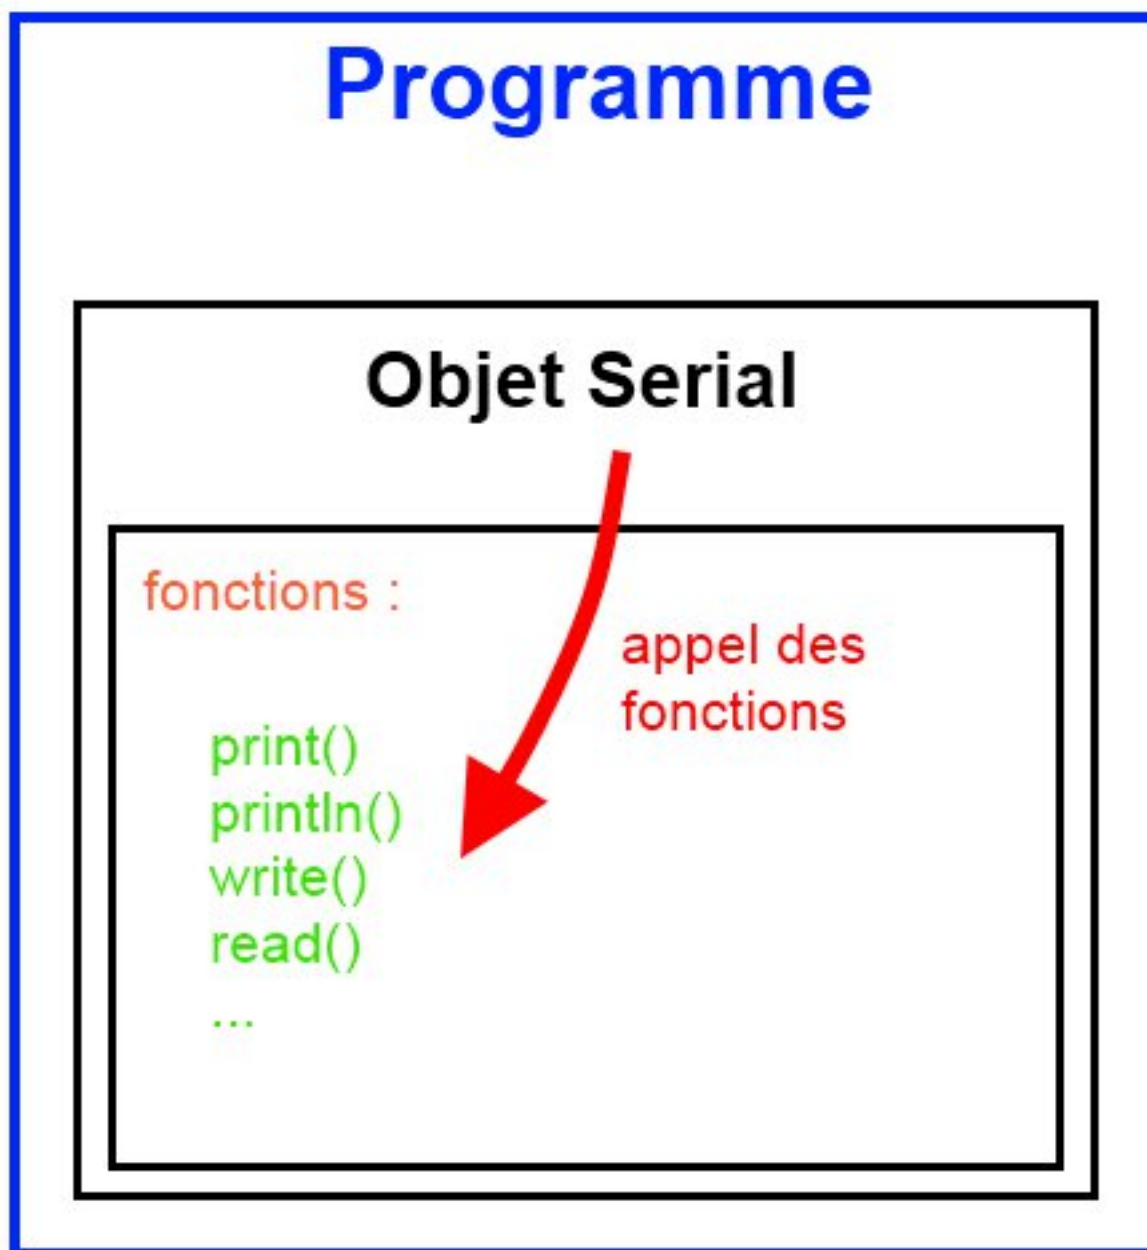 Programme
Objet Serial
fonctions :
appel des
fonctions
print()
println()
write()
read()
...